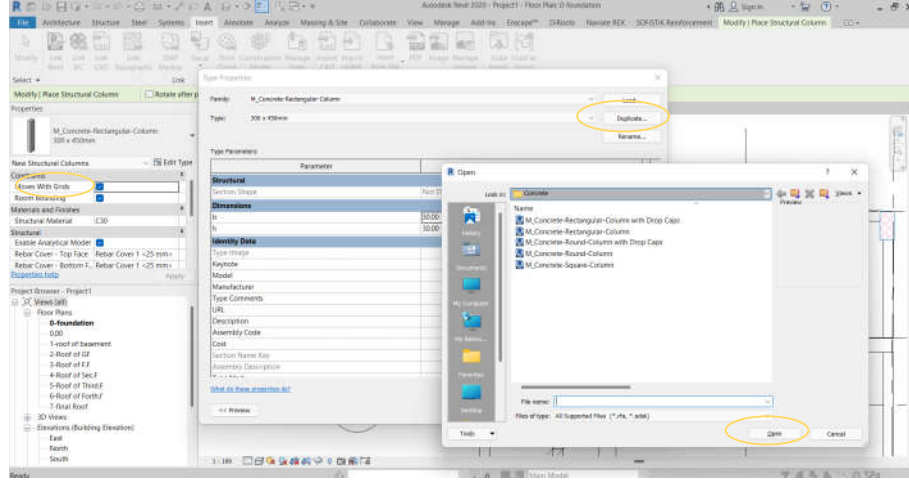 Autodesk Revit 2020 - Project1 - Floor Plan: 0-foundation
Sign In
File Architecture Structure Steel Systems Insert Annotate Analyze Massing & Site Collaborate View Manage Add-Ins Enscape™ DiRoots Naviate REX SOFiSTiK Reinforcement Modify | Place Structural Column
Modify
Select
Link
Modify | Place Structural Column
Rotate after p
Properties
M_Concrete-Rectangular-Column
300 x 450mm
New Structural Columns
Edit Type
Constraints
Moves With Grids
Room Bounding
Materials and Finishes
Structural Material C30
Structural
Enable Analytical Model
Rebar Cover - Top Face Rebar Cover 1 <25 mm>
Rebar Cover - Bottom F... Rebar Cover 1 <25 mm>
Properties help
Apply
Project Browser - Project1
Views (all)
Floor Plans
0-foundation
0.00
1-roof of basement
2-Roof of GF
3-Roof of F.F
4-Roof of Sec.F
5-Roof of Third.F
6-Roof of Forth.F
7-final Roof
3D Views
Elevations (Building Elevation)
East
North
South
Ready
Type Properties
Family: M_Concrete-Rectangular-Column
Load...
Type: 300 x 450mm
Duplicate...
Rename...
Type Parameters
Parameter
Structural
Section Shape Not D
Dimensions
b 30.00
h 30.00
Identity Data
Type Image
Keynote
Model
Manufacturer
Type Comments
URL
Description
Assembly Code
Cost
Section Name Key
Assembly Description
What do these properties do?
<< Preview
1 : 100
Main Model
Open
? X
Look in: Concrete
Views
Preview
Name
M_Concrete-Rectangular-Column with Drop Caps
M_Concrete-Rectangular-Column
M_Concrete-Round-Column with Drop Caps
M_Concrete-Round-Column
M_Concrete-Square-Column
History
Documents
My Computer
My Netwo...
Favorites
Desktop
File name:
Files of type: All Supported Files (*.rfa, *.adsk)
Tools
Open
Cancel